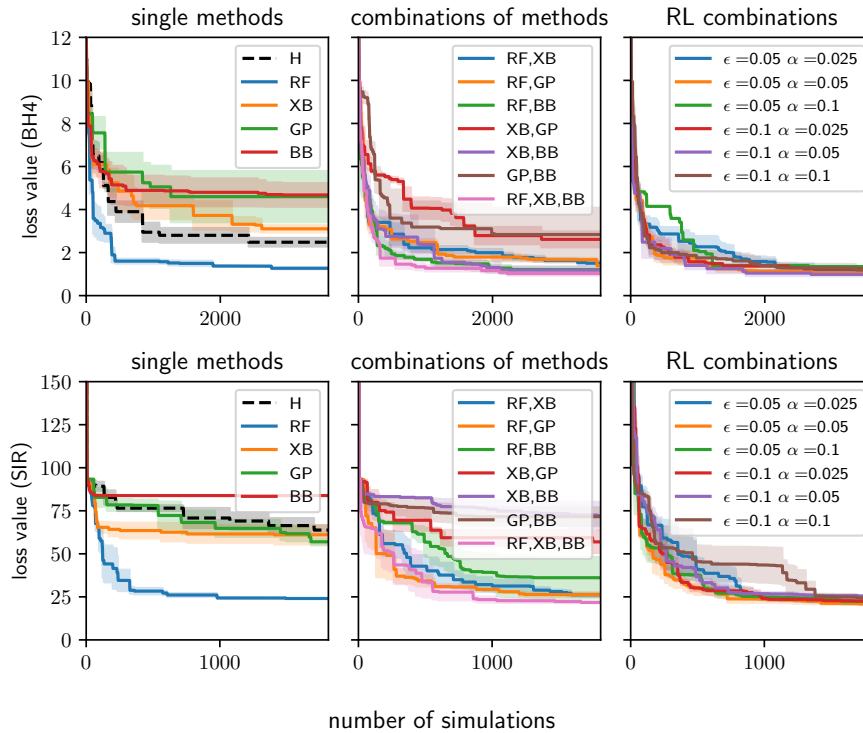 single methods
combinations of methods
RL combinations
loss value (BH4)
12
10
8
6
4
2
0
H
RF
XB
GP
BB
0
2000
RF,XB
RF,GP
RF,BB
XB,GP
XB,BB
GP,BB
RF,XB,BB
0
2000
ϵ =0.05 α =0.025
ϵ =0.05 α =0.05
ϵ =0.05 α =0.1
ϵ =0.1 α =0.025
ϵ =0.1 α =0.05
ϵ =0.1 α =0.1
0
2000
single methods
combinations of methods
RL combinations
loss value (SIR)
150
125
100
75
50
25
0
H
RF
XB
GP
BB
0
1000
RF,XB
RF,GP
RF,BB
XB,GP
XB,BB
GP,BB
RF,XB,BB
0
1000
ϵ =0.05 α =0.025
ϵ =0.05 α =0.05
ϵ =0.05 α =0.1
ϵ =0.1 α =0.025
ϵ =0.1 α =0.05
ϵ =0.1 α =0.1
0
1000
number of simulations